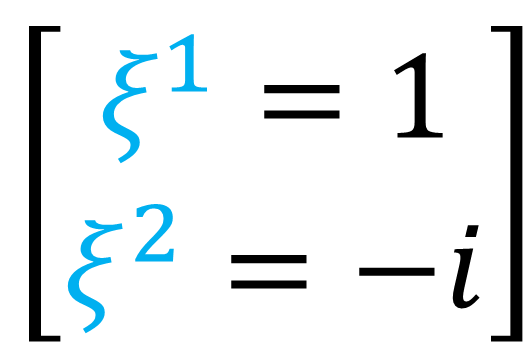 ξ¹ = 1
ξ² = −i